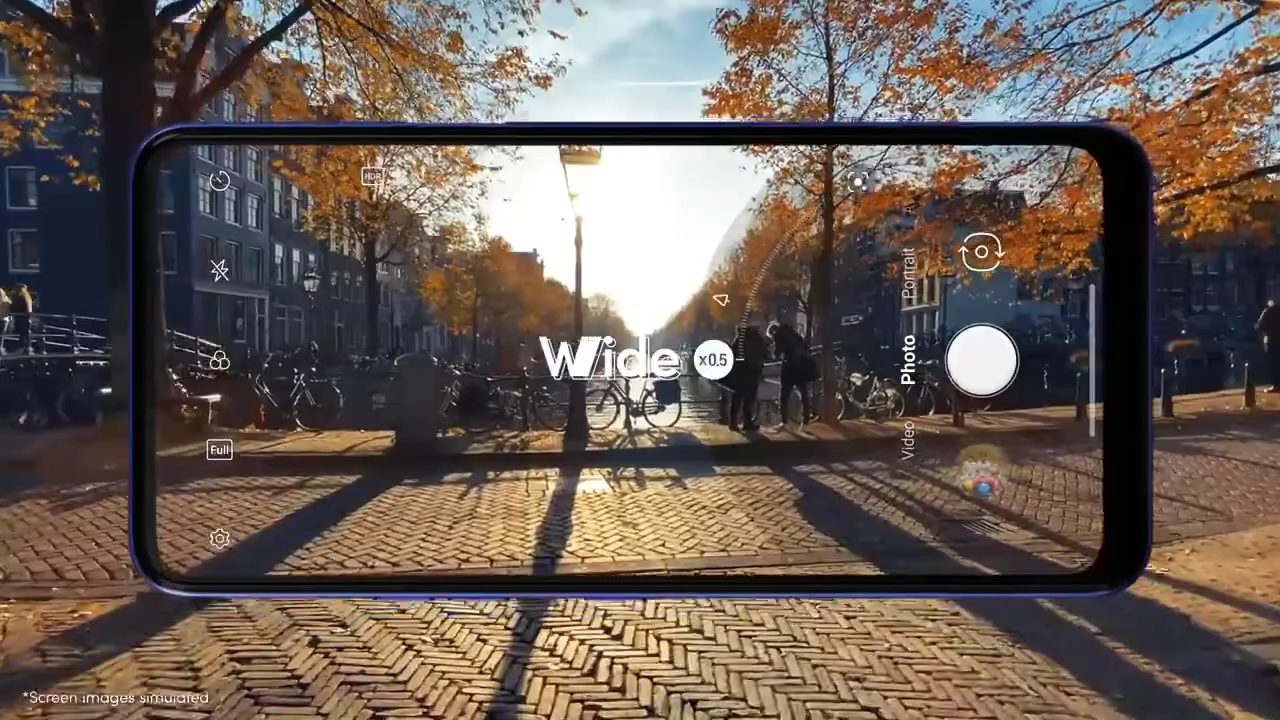 HDR
Portrait
Wide x0.5
Photo
Video
Full
*Screen images simulated